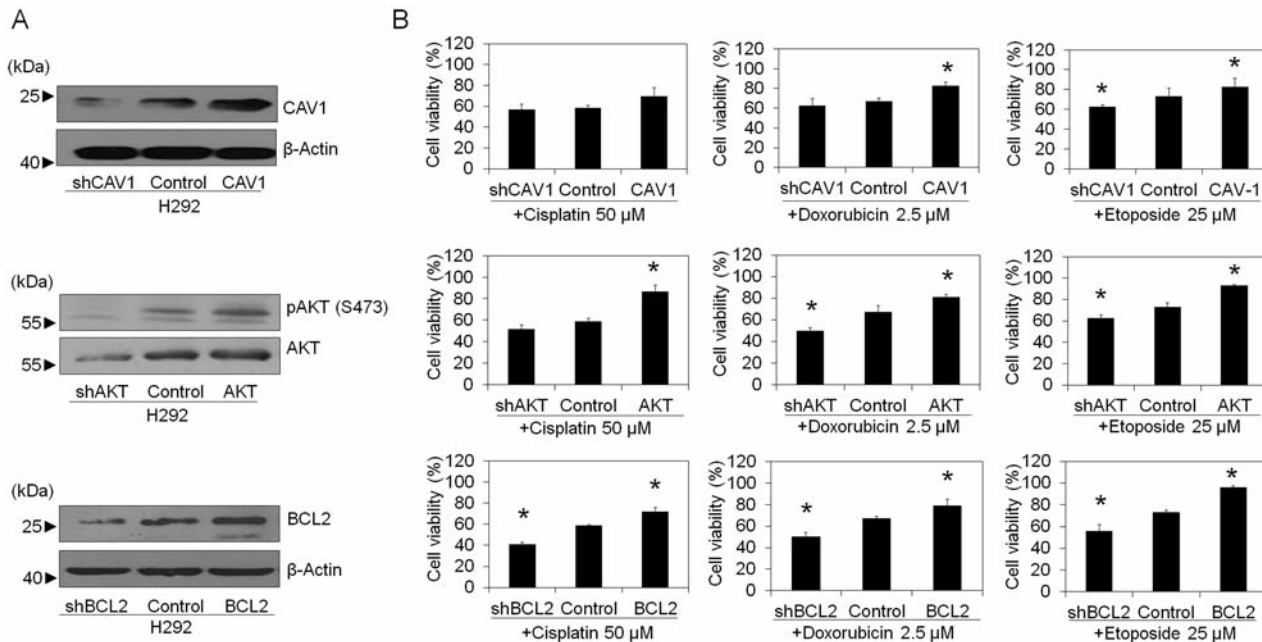 A
(kDa)
25
CAV1
β-Actin
40
shCAV1 Control CAV1
H292
(kDa)
pAKT (S473)
55
AKT
55
shAKT Control AKT
H292
(kDa)
BCL2
25
β-Actin
40
shBCL2 Control BCL2
H292
B
Cell viability (%)
120
100
80
60
40
20
0
shCAV1 Control CAV1
+Cisplatin 50 µM
Cell viability (%)
120
100
80
60
40
20
0
*
shCAV1 Control CAV1
+Doxorubicin 2.5 µM
Cell viability (%)
120
100
80
60
40
20
0
* *
shCAV1 Control CAV-1
+Etoposide 25 µM
Cell viability (%)
120
100
80
60
40
20
0
*
shAKT Control AKT
+Cisplatin 50 µM
Cell viability (%)
120
100
80
60
40
20
0
* *
shAKT Control AKT
+Doxorubicin 2.5 µM
Cell viability (%)
120
100
80
60
40
20
0
* *
shAKT Control AKT
+Etoposide 25 µM
Cell viability (%)
120
100
80
60
40
20
0
* *
shBCL2 Control BCL2
+Cisplatin 50 µM
Cell viability (%)
120
100
80
60
40
20
0
* *
shBCL2 Control BCL2
+Doxorubicin 2.5 µM
Cell viability (%)
120
100
80
60
40
20
0
* *
shBCL2 Control BCL2
+Etoposide 25 µM